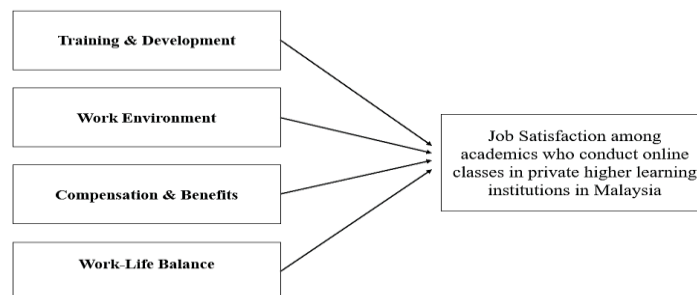 Training & Development
Work Environment
Compensation & Benefits
Work-Life Balance
Job Satisfaction among
academics who conduct online
classes in private higher learning
institutions in Malaysia